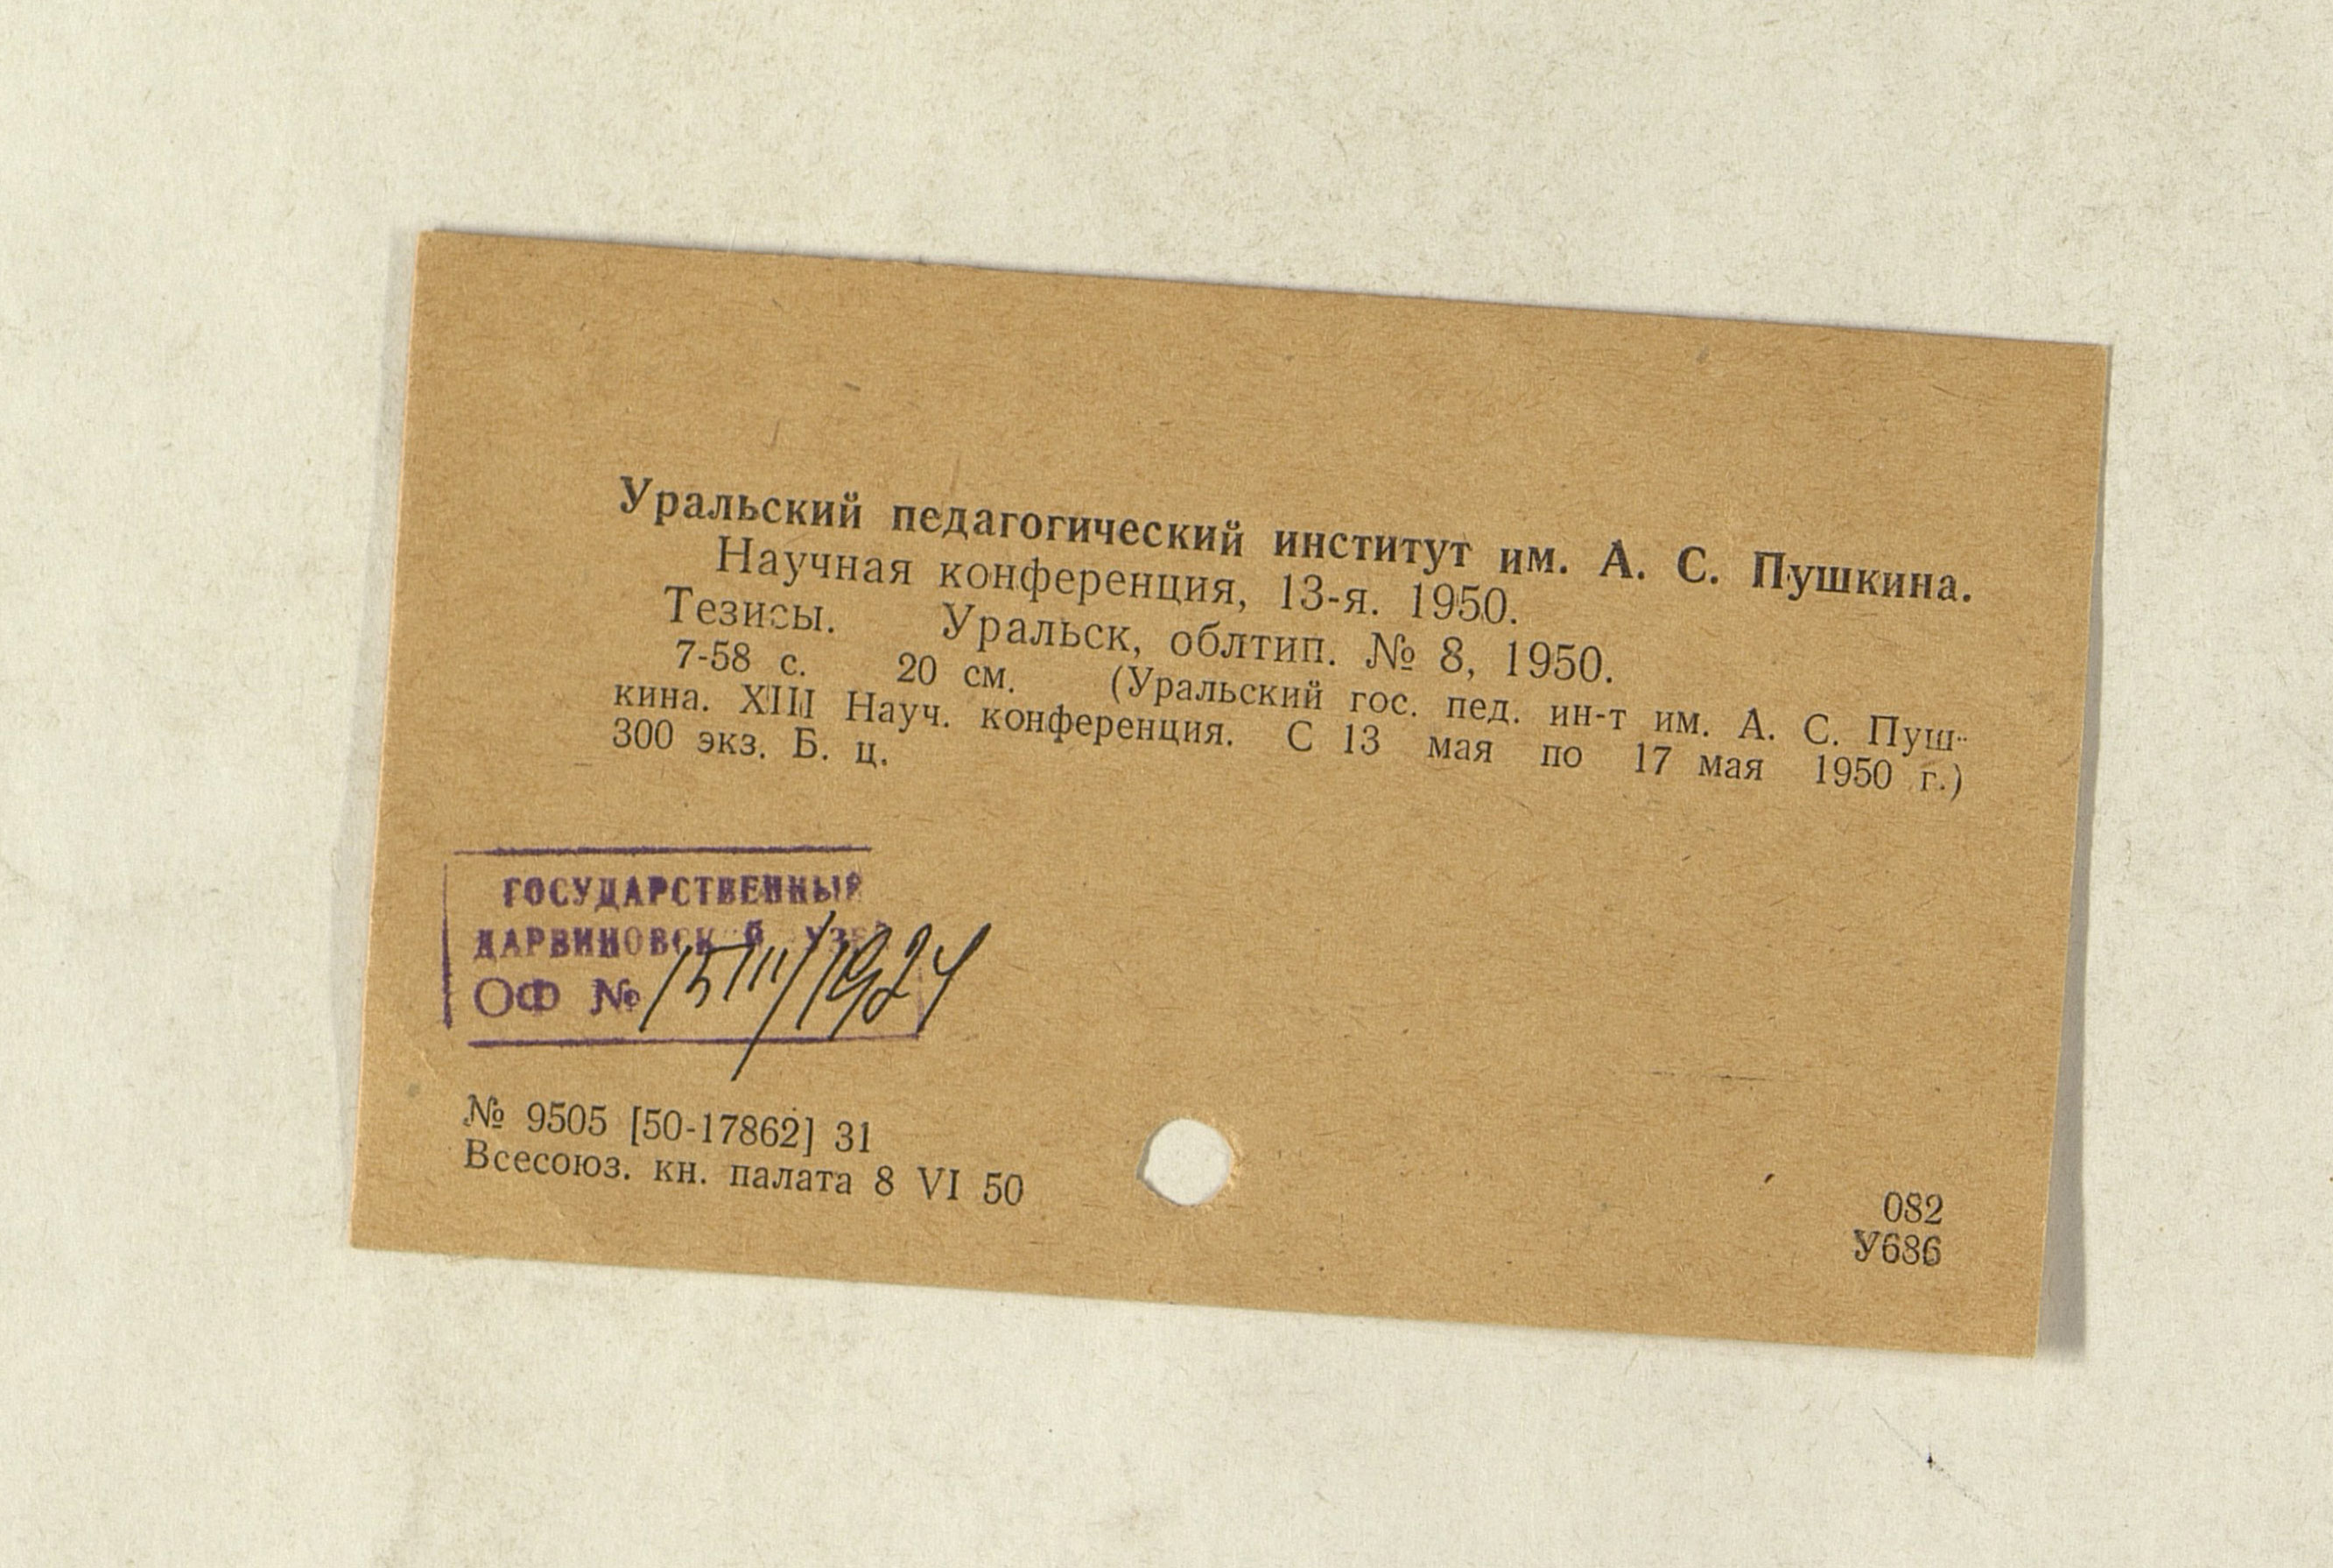 Уральский педагогический институт им. А. С. Пушкина.
Научная конференция, 13-я. 1950.
Тезисы. Уральск, облтип. № 8, 1950.
7-58 с. 20 см. (Уральский гос. пед. ин-т им. А. С. Пуш-
кина. XIII Науч. конференция. С 13 мая по 17 мая 1950 г.)
300 экз. Б. ц.
ГОСУДАРСТВЕННЫЙ
ДАРВИНОВСКИЙ МУЗЕЙ
ОФ №
№ 9505 [50-17862] 31
Всесоюз. кн. палата 8 VI 50
082
У686